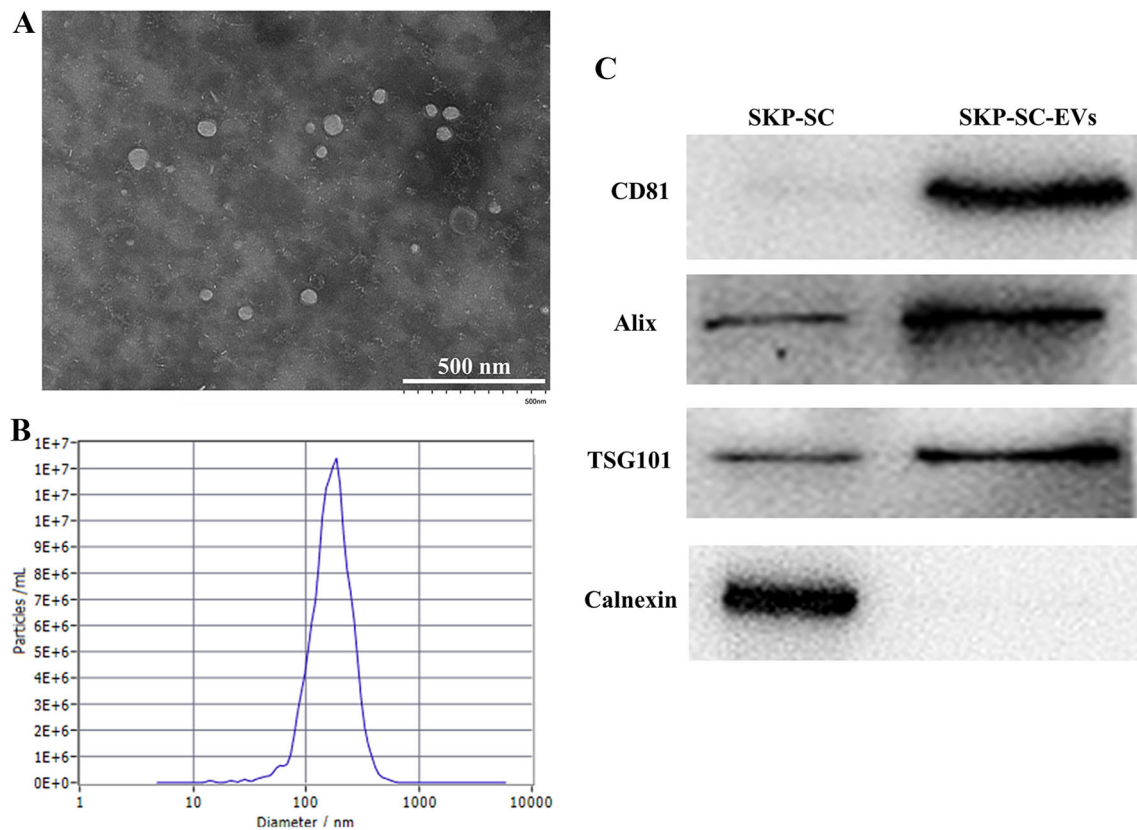 A
500 nm
500nm
B
1E+7
1E+7
1E+7
1E+7
9E+6
8E+6
7E+6
6E+6
5E+6
4E+6
3E+6
2E+6
1E+6
0E+0
Particles /mL
1 10 100 1000 10000
Diameter / nm
C
SKP-SC SKP-SC-EVs
CD81
Alix
TSG101
Calnexin